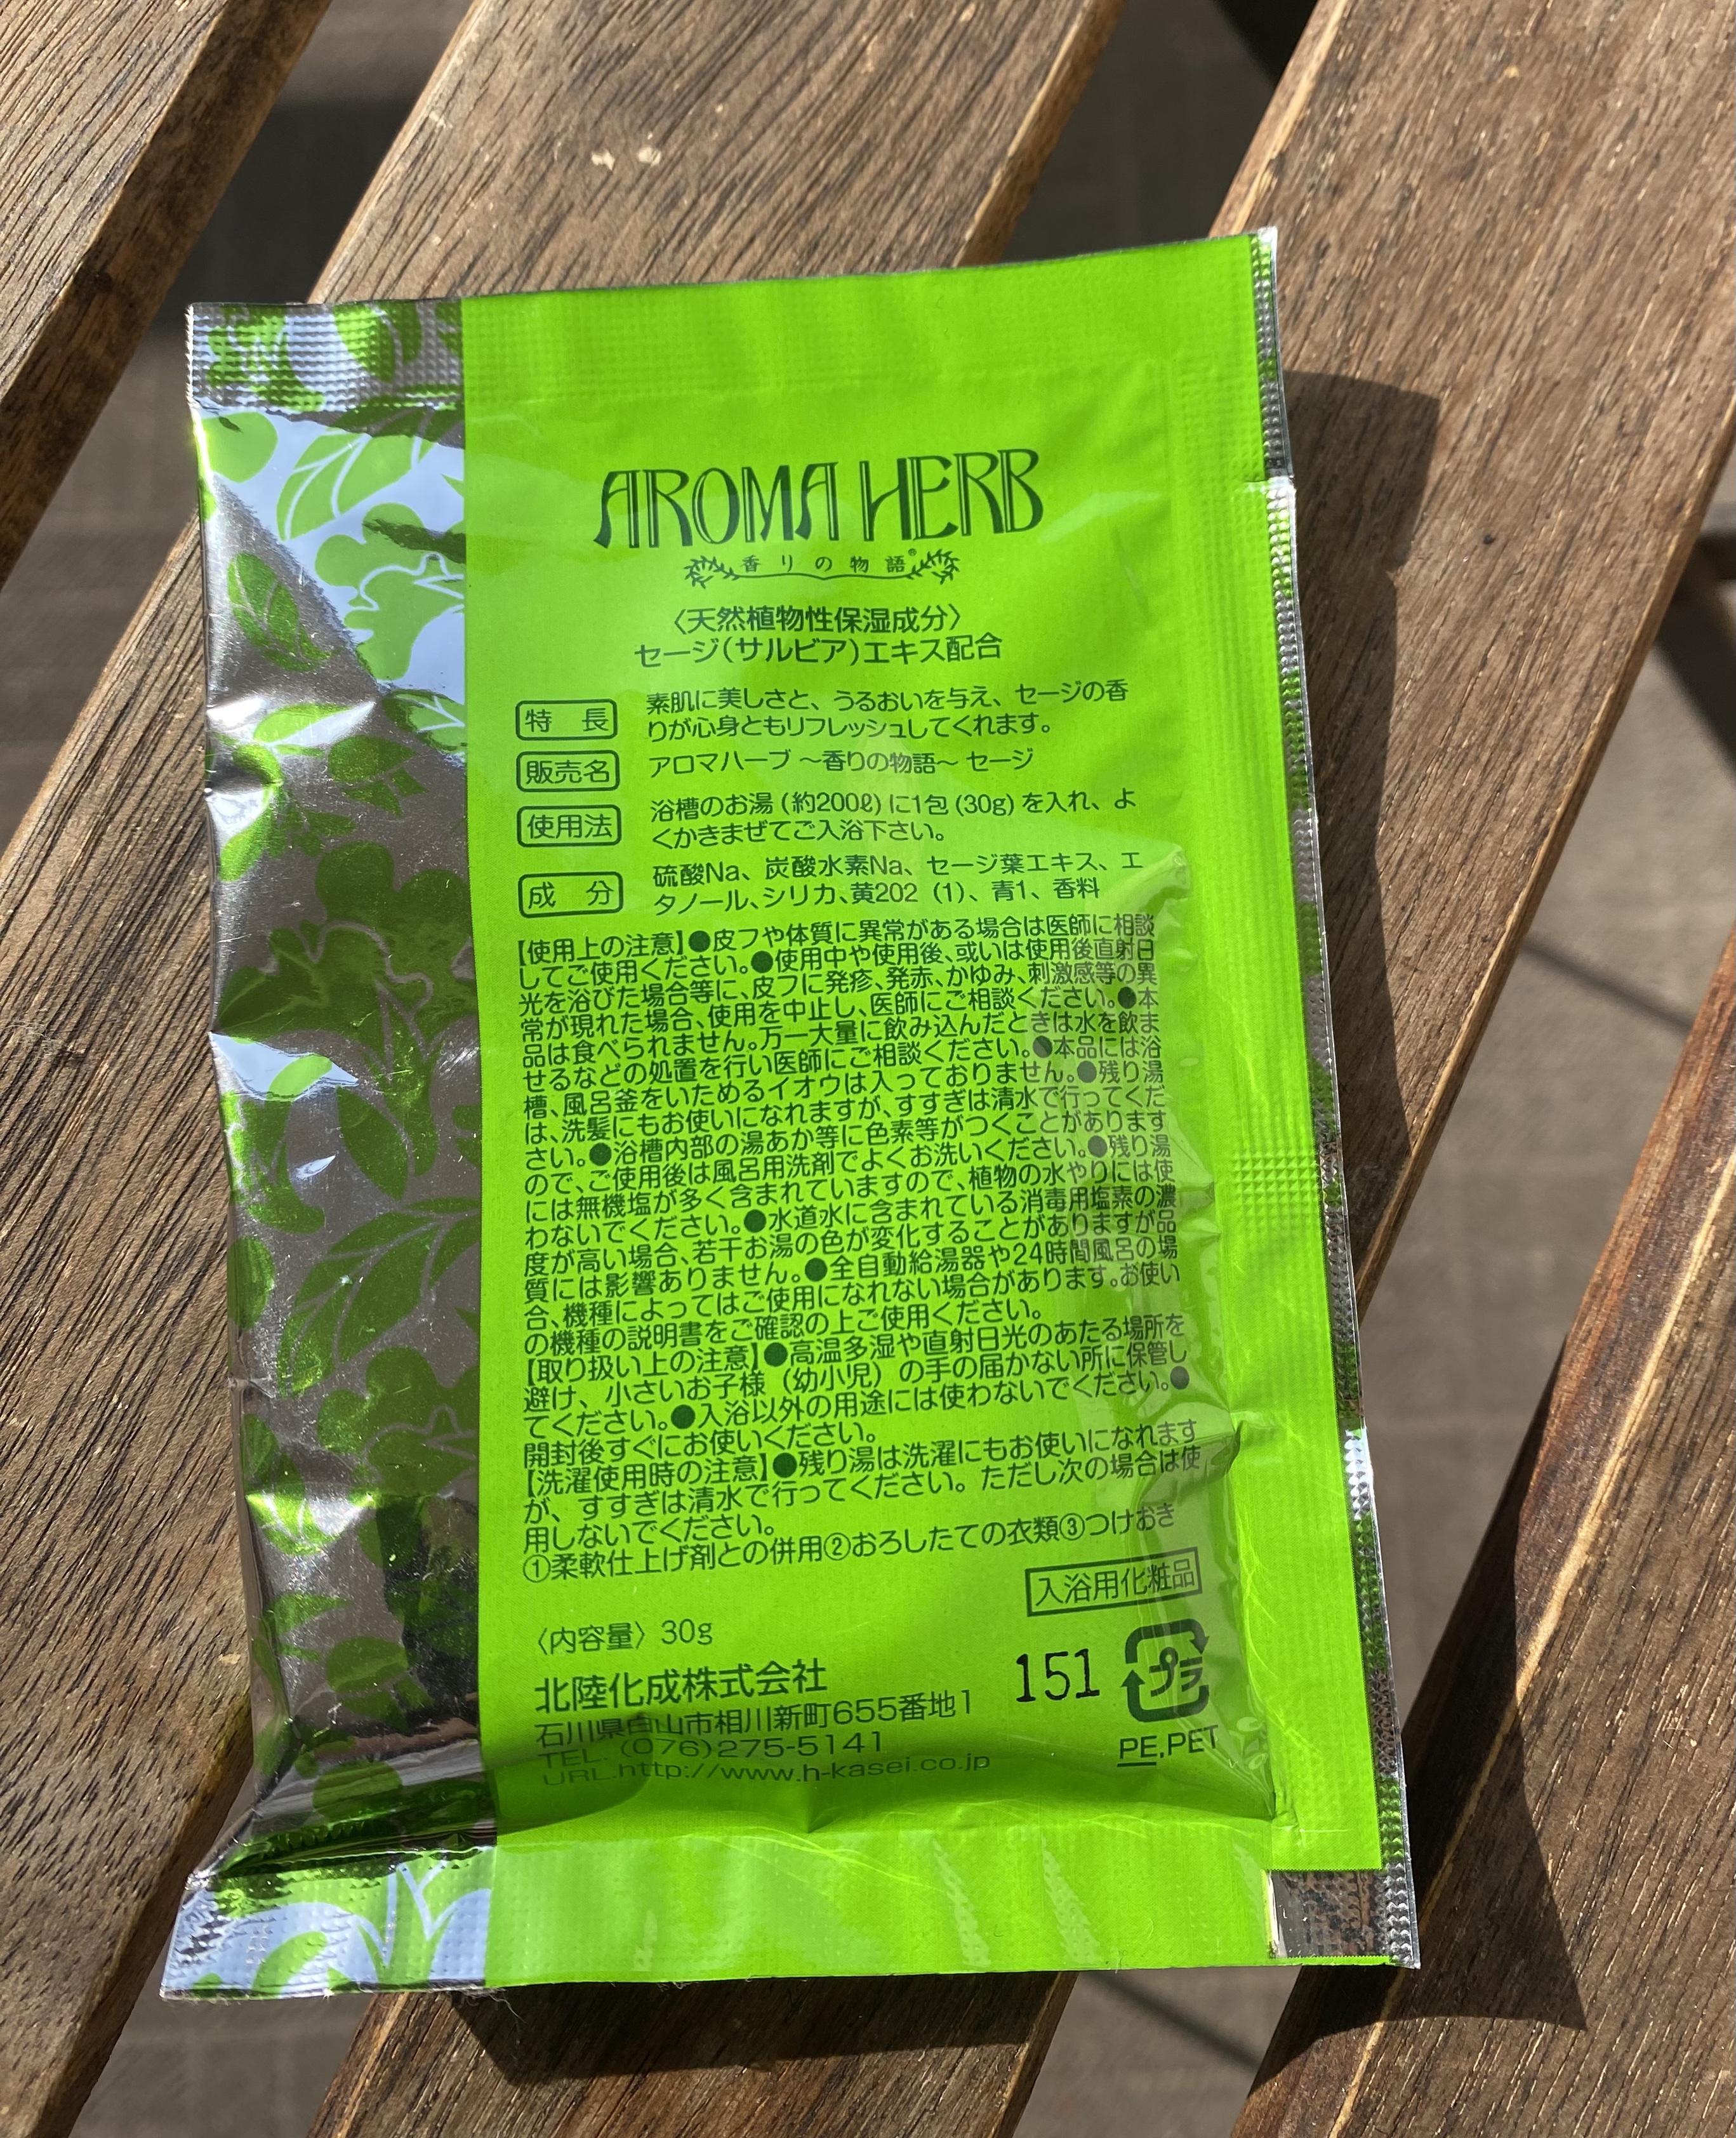 AROMA HERB
香りの物語®
〈天然植物性保湿成分〉
セージ(サルビア)エキス配合
特 長 素肌に美しさと、うるおいを与え、セージの香
りが心身ともリフレッシュしてくれます。
販売名 アロマハーブ 〜香りの物語〜 セージ
使用法 浴槽のお湯(約200ℓ)に1包(30g)を入れ、よ
くかきまぜてご入浴下さい。
成 分 硫酸Na、炭酸水素Na、セージ葉エキス、エ
タノール、シリカ、黄202(1)、青1、香料
【使用上の注意】●皮フや体質に異常がある場合は医師に相談
してご使用ください。●使用中や使用後、或いは使用後直射日
光を浴びた場合等に、皮フに発疹、発赤、かゆみ、刺激感等の異
常が現れた場合、使用を中止し、医師にご相談ください。●本
品は食べられません。万一大量に飲み込んだときは水を飲ま
せるなどの処置を行い医師にご相談ください。●本品には浴
槽、風呂釜をいためるイオウは入っておりません。●残り湯
は、洗髪にもお使いになれますが、すすぎは清水で行ってくだ
さい。●浴槽内部の湯あか等に色素等がつくことがあります
ので、ご使用後は風呂用洗剤でよくお洗いください。●残り湯
には無機塩が多く含まれていますので、植物の水やりには使
わないでください。●水道水に含まれている消毒用塩素の濃
度が高い場合、若干お湯の色が変化することがありますが品
質には影響ありません。●全自動給湯器や24時間風呂の場
合、機種によってはご使用になれない場合があります。お使い
の機種の説明書をご確認の上ご使用ください。
【取り扱い上の注意】●高温多湿や直射日光のあたる場所を
避け、小さいお子様（幼小児）の手の届かない所に保管し
てください。●入浴以外の用途には使わないでください。●
開封後すぐにお使いください。
【洗濯使用時の注意】●残り湯は洗濯にもお使いになれます
が、すすぎは清水で行ってください。ただし次の場合は使
用しないでください。
①柔軟仕上げ剤との併用②おろしたての衣類③つけおき
入浴用化粧品
〈内容量〉30g
北陸化成株式会社
石川県白山市相川新町655番地1
TEL. (076)275-5141
URL.http://www.h-kasei.co.jp
151
プラ
PE,PET